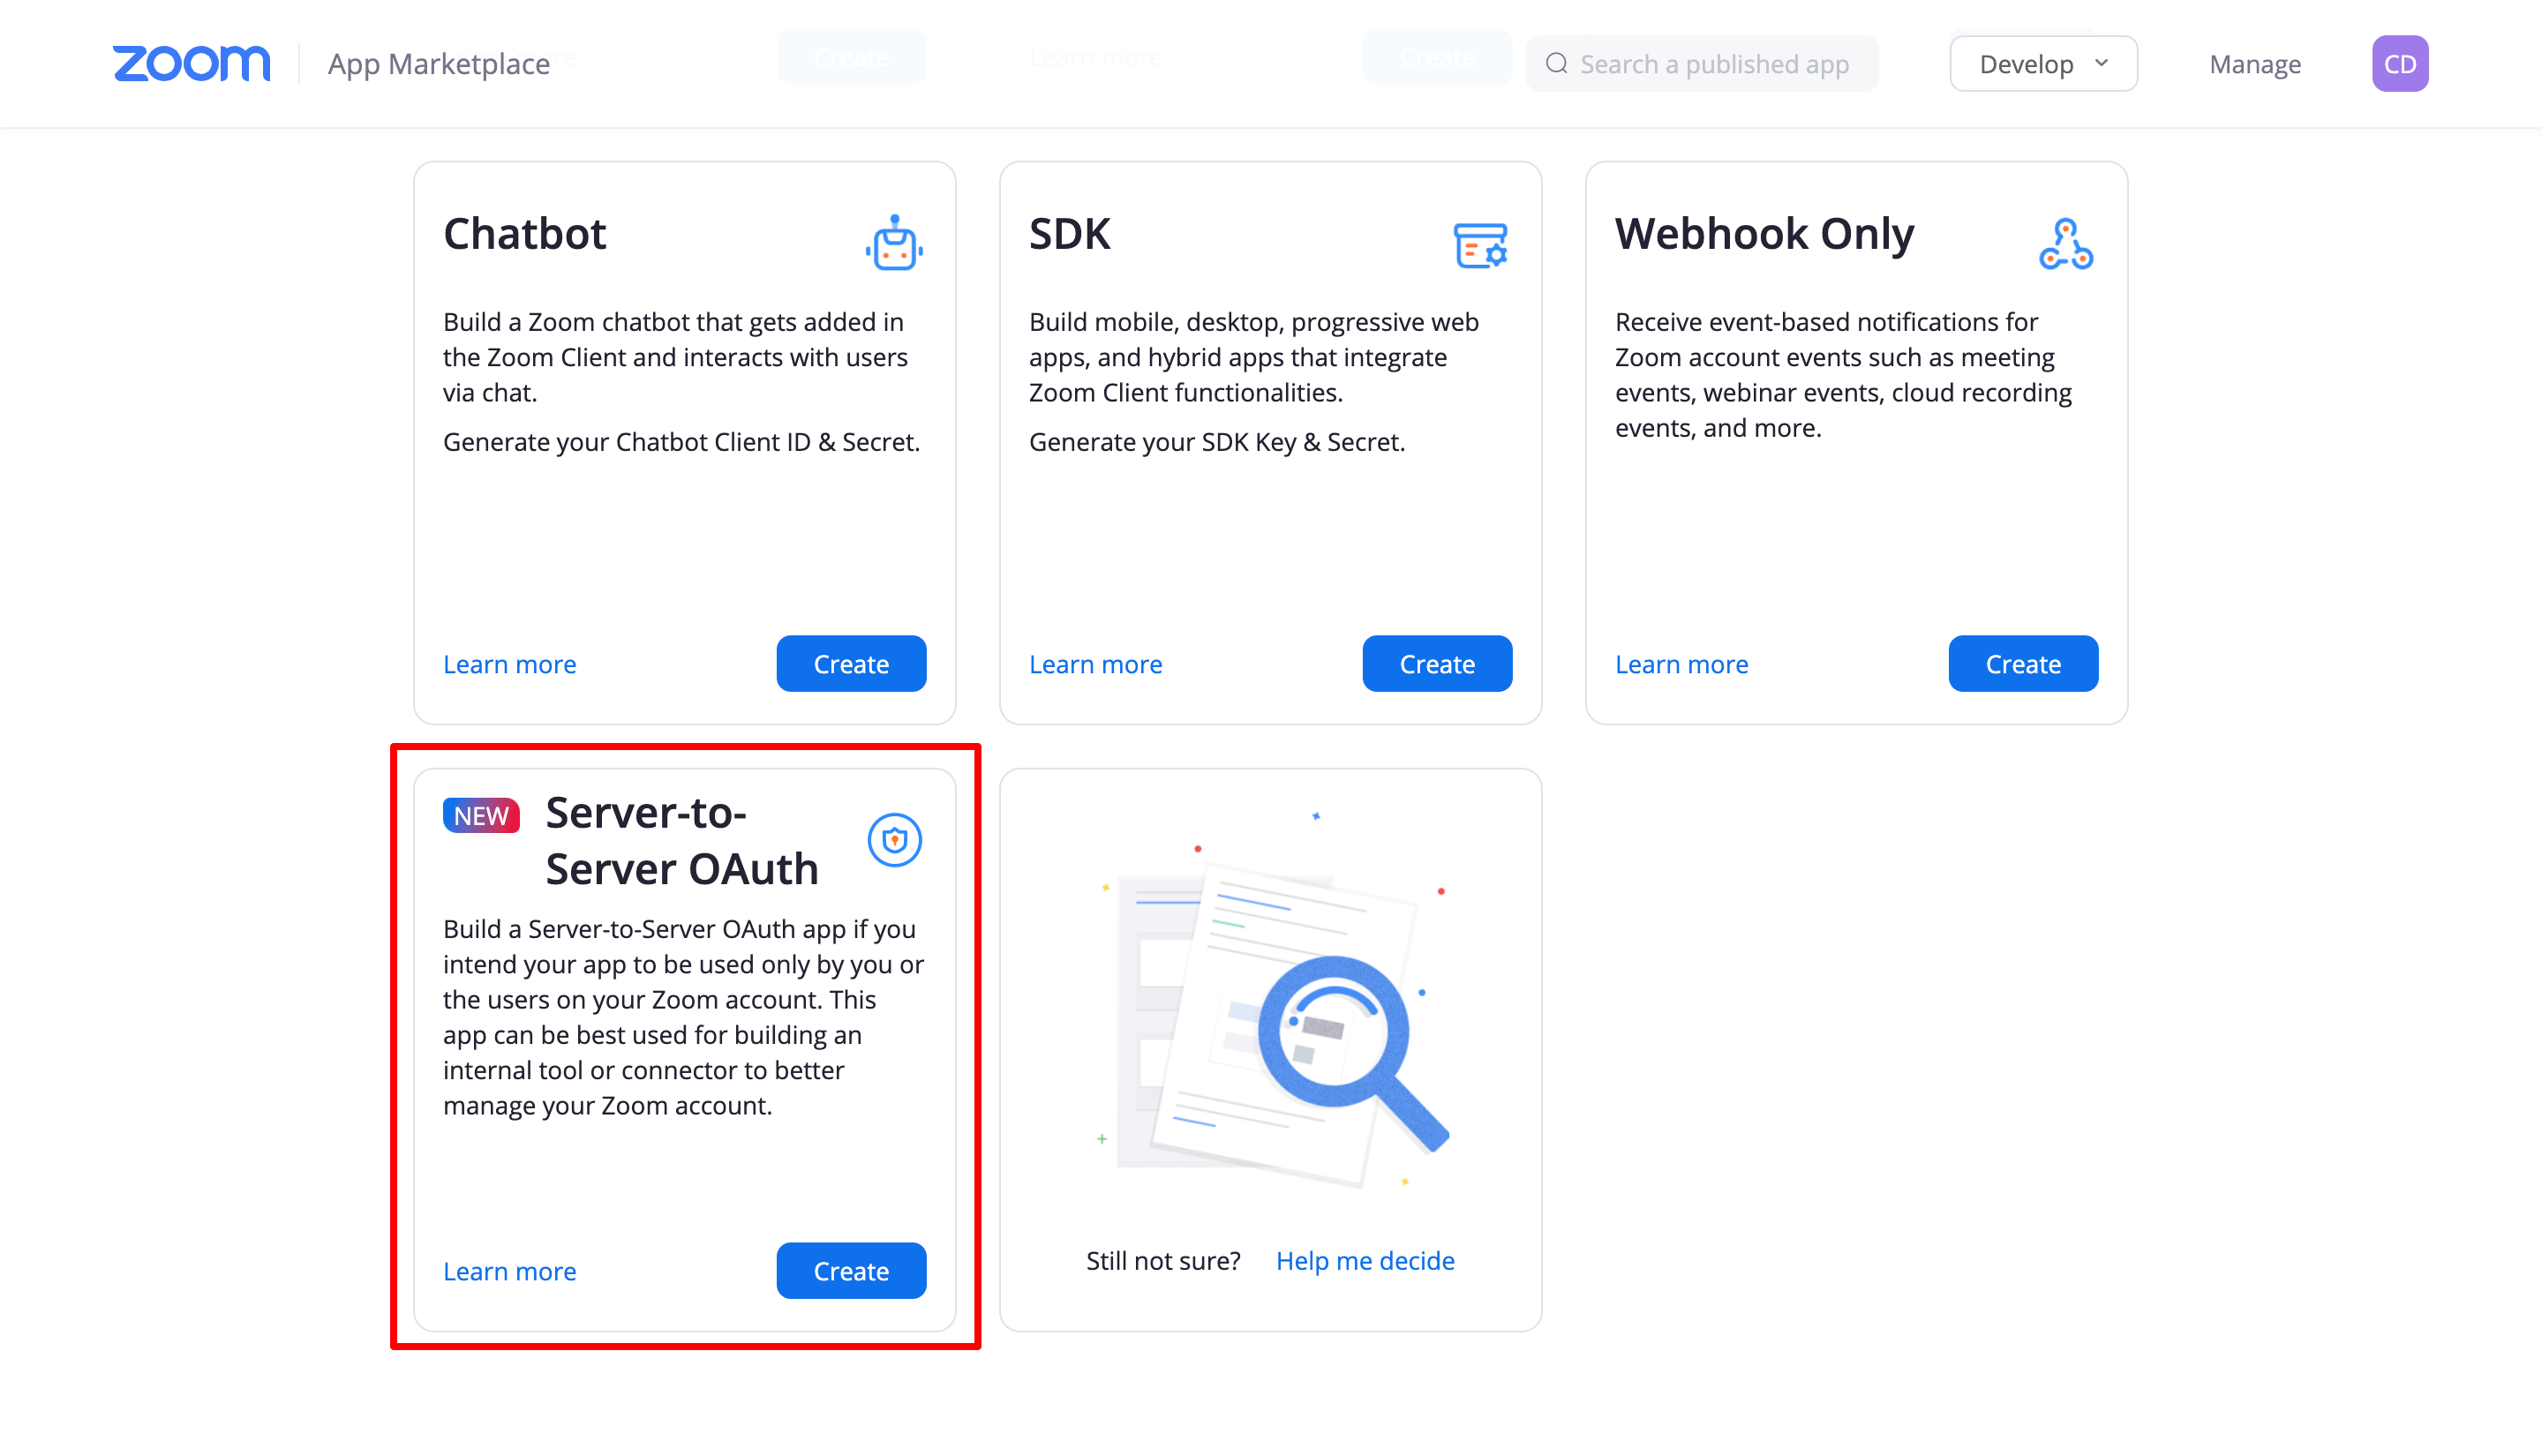 zoom App Marketplace Search a published app Develop Manage CD
Create Learn more Create
Chatbot
Build a Zoom chatbot that gets added in
the Zoom Client and interacts with users
via chat.
Generate your Chatbot Client ID & Secret.
Learn more Create
SDK
Build mobile, desktop, progressive web
apps, and hybrid apps that integrate
Zoom Client functionalities.
Generate your SDK Key & Secret.
Learn more Create
Webhook Only
Receive event-based notifications for
Zoom account events such as meeting
events, webinar events, cloud recording
events, and more.
Learn more Create
NEW Server-to-
Server OAuth
Build a Server-to-Server OAuth app if you
intend your app to be used only by you or
the users on your Zoom account. This
app can be best used for building an
internal tool or connector to better
manage your Zoom account.
Learn more Create
Still not sure? Help me decide